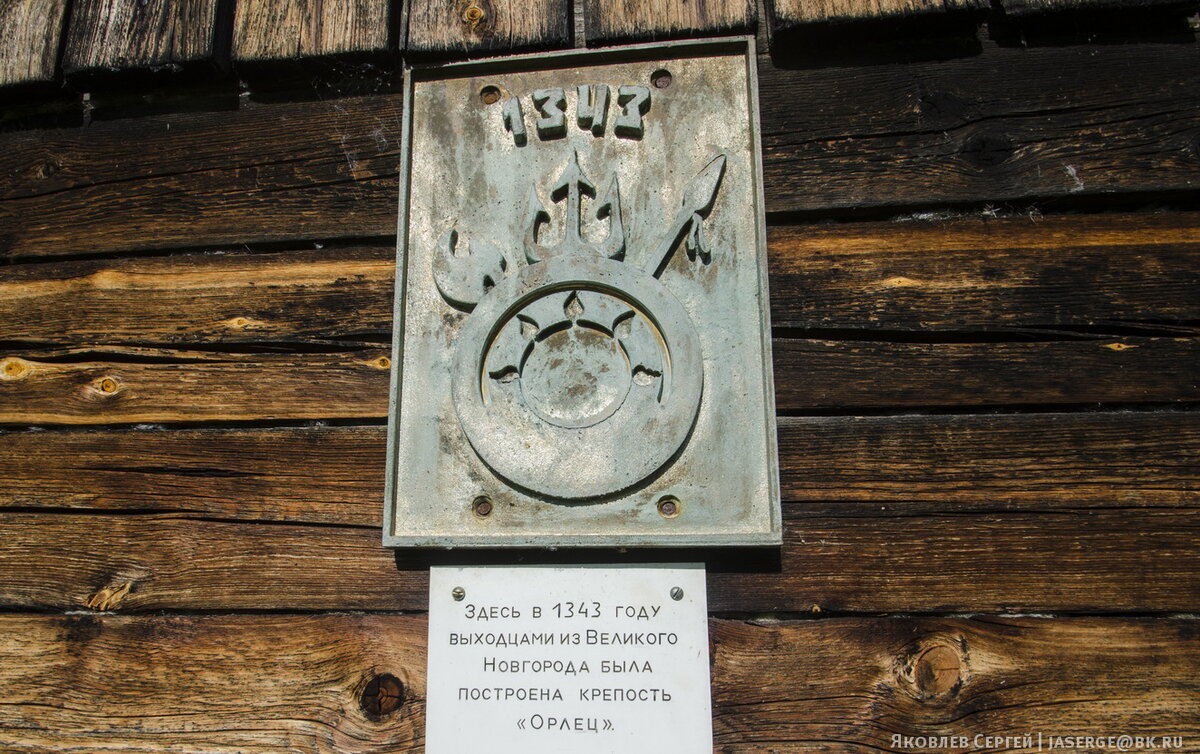 1343
Здесь в 1343 году
выходцами из Великого
Новгорода была
построена крепость
«Орлец».
Яковлев Сергей | jaserge@bk.ru